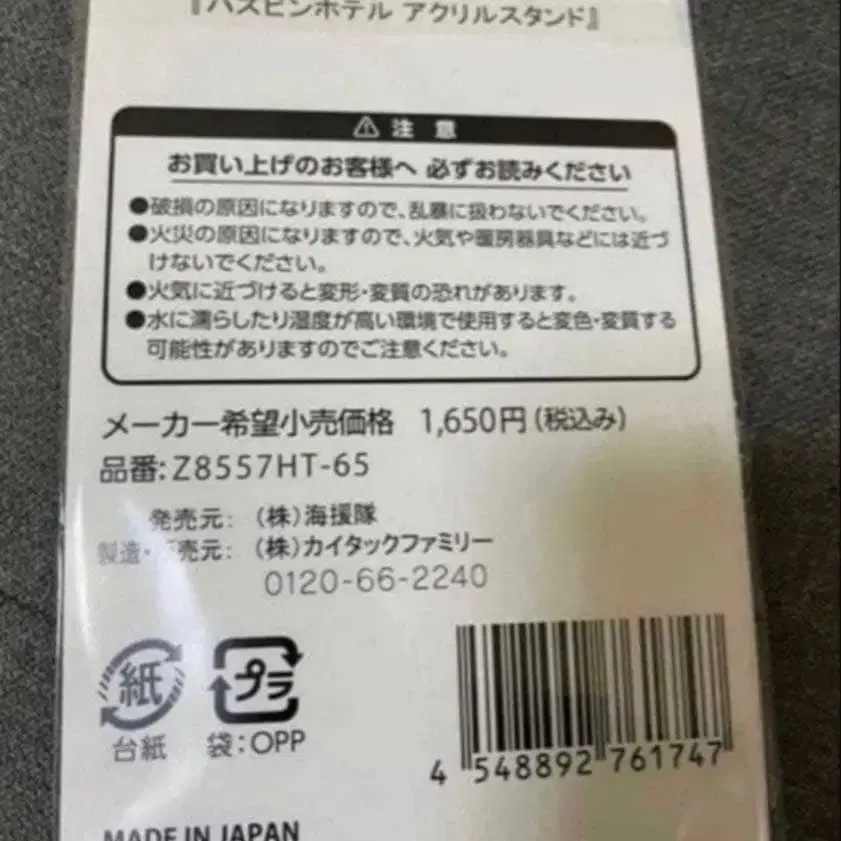 『ハズビンホテル アクリルスタンド』
⚠ 注 意
お買い上げのお客様へ 必ずお読みください
●破損の原因になりますので、乱暴に扱わないでください。
●火災の原因になりますので、火気や暖房器具などには近づ
けないでください。
●火気に近づけると変形・変質の恐れがあります。
●水に濡らしたり湿度が高い環境で使用すると変色・変質する
可能性がありますのでご注意ください。
メーカー希望小売価格 1,650円(税込み)
品番:Z8557HT-65
発売元: (株)海援隊
製造・売元: (株)カイタックファミリー
0120-66-2240
紙 プラ
台紙 袋:OPP
4 548892 761747
MADE IN JAPAN